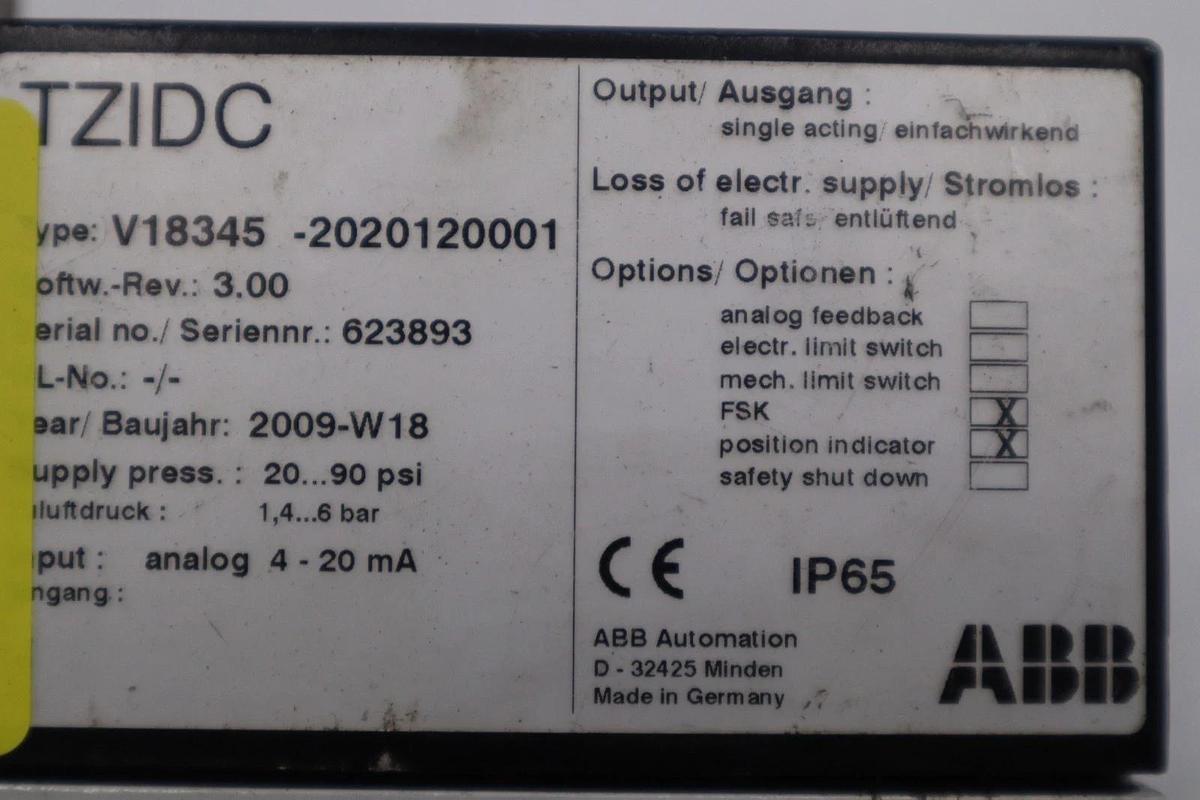 TZIDC
ype: V18345 -2020120001
oftw.-Rev.: 3.00
erial no./ Seriennr.: 623893
L-No.: -/-
ear/ Baujahr: 2009-W18
upply press. : 20...90 psi
luftdruck : 1,4...6 bar
put : analog 4 - 20 mA
ngang :
Output/ Ausgang :
single acting/ einfachwirkend
Loss of electr. supply/ Stromlos :
fail safe, entlüftend
Options/ Optionen :
analog feedback
electr. limit switch
mech. limit switch
FSK X
position indicator X
safety shut down
CE IP65
ABB Automation
D - 32425 Minden
Made in Germany
ABB